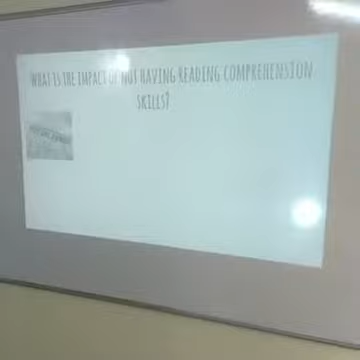 WHAT IS THE IMPACT OF NOT HAVING READING COMPREHENSION
SKILLS?